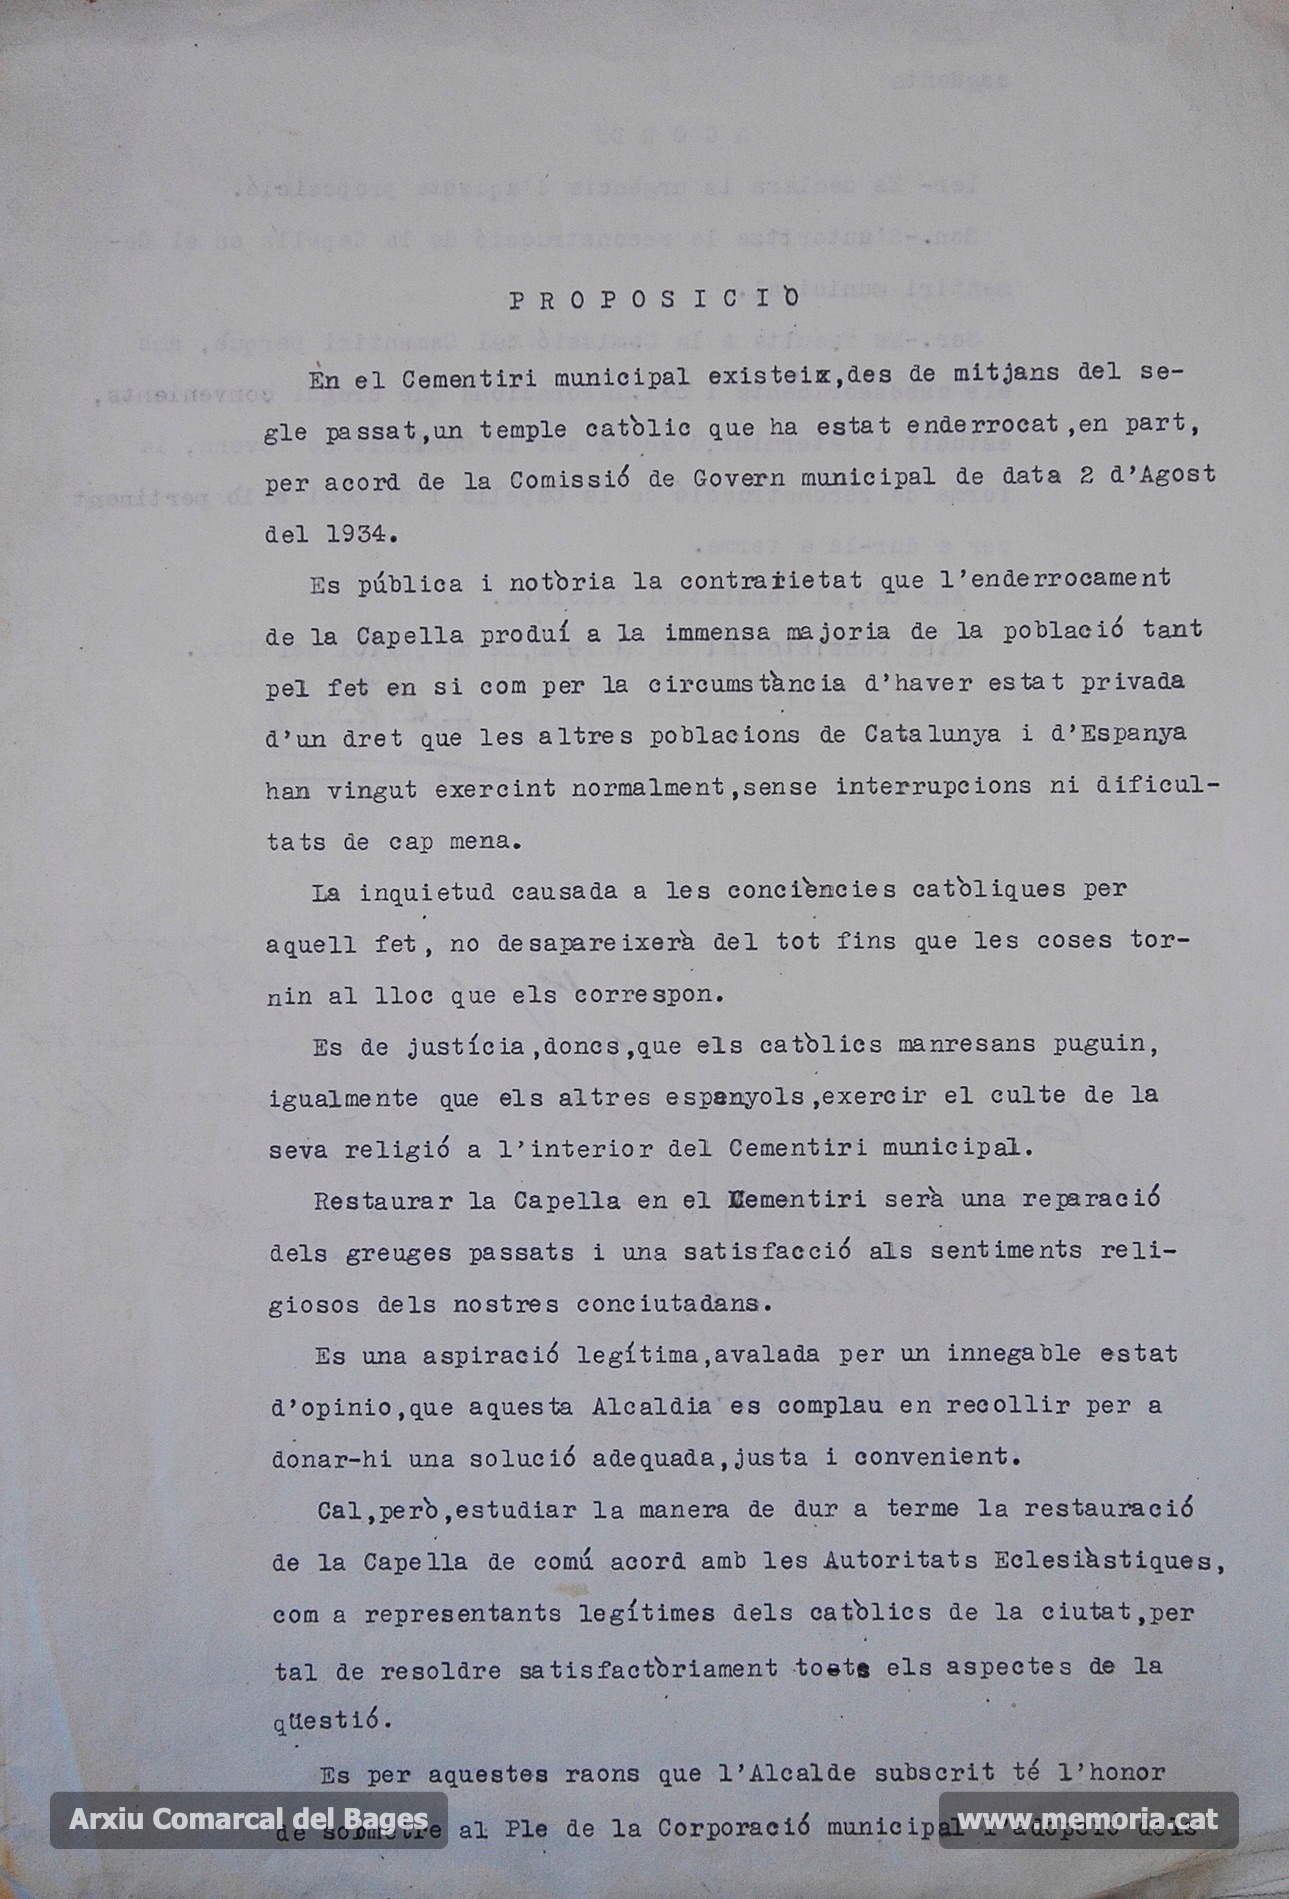 PROPOSICIÒ
En el Cementiri municipal existeix,des de mitjans del se-
gle passat,un temple catòlic que ha estat enderrocat,en part,
per acord de la Comissió de Govern municipal de data 2 d'Agost
del 1934.
Es pública i notòria la contrarietat que l'enderrocament
de la Capella produí a la immensa majoria de la població tant
pel fet en si com per la circumstància d'haver estat privada
d'un dret que les altres poblacions de Catalunya i d'Espanya
han vingut exercint normalment,sense interrupcions ni dificul-
tats de cap mena.
La inquietud causada a les conciències catòliques per
aquell fet, no desapareixerà del tot fins que les coses tor-
nin al lloc que els correspon.
Es de justícia,doncs,que els catòlics manresans puguin,
igualmente que els altres espanyols,exercir el culte de la
seva religió a l'interior del Cementiri municipal.
Restaurar la Capella en el Cementiri serà una reparació
dels greuges passats i una satisfacció als sentiments reli-
giosos dels nostres conciutadans.
Es una aspiració legítima,avalada per un innegable estat
d'opinio,que aquesta Alcaldia es complau en recollir per a
donar-hi una solució adequada,justa i convenient.
Cal,però,estudiar la manera de dur a terme la restauració
de la Capella de comú acord amb les Autoritats Eclesiàstiques,
com a representants legítimes dels catòlics de la ciutat,per
tal de resoldre satisfactòriament tots els aspectes de la
qüestió.
Es per aquestes raons que l'Alcalde subscrit té l'honor
de sotmetre al Ple de la Corporació municipal l'adopció dels
Arxiu Comarcal del Bages
www.memoria.cat